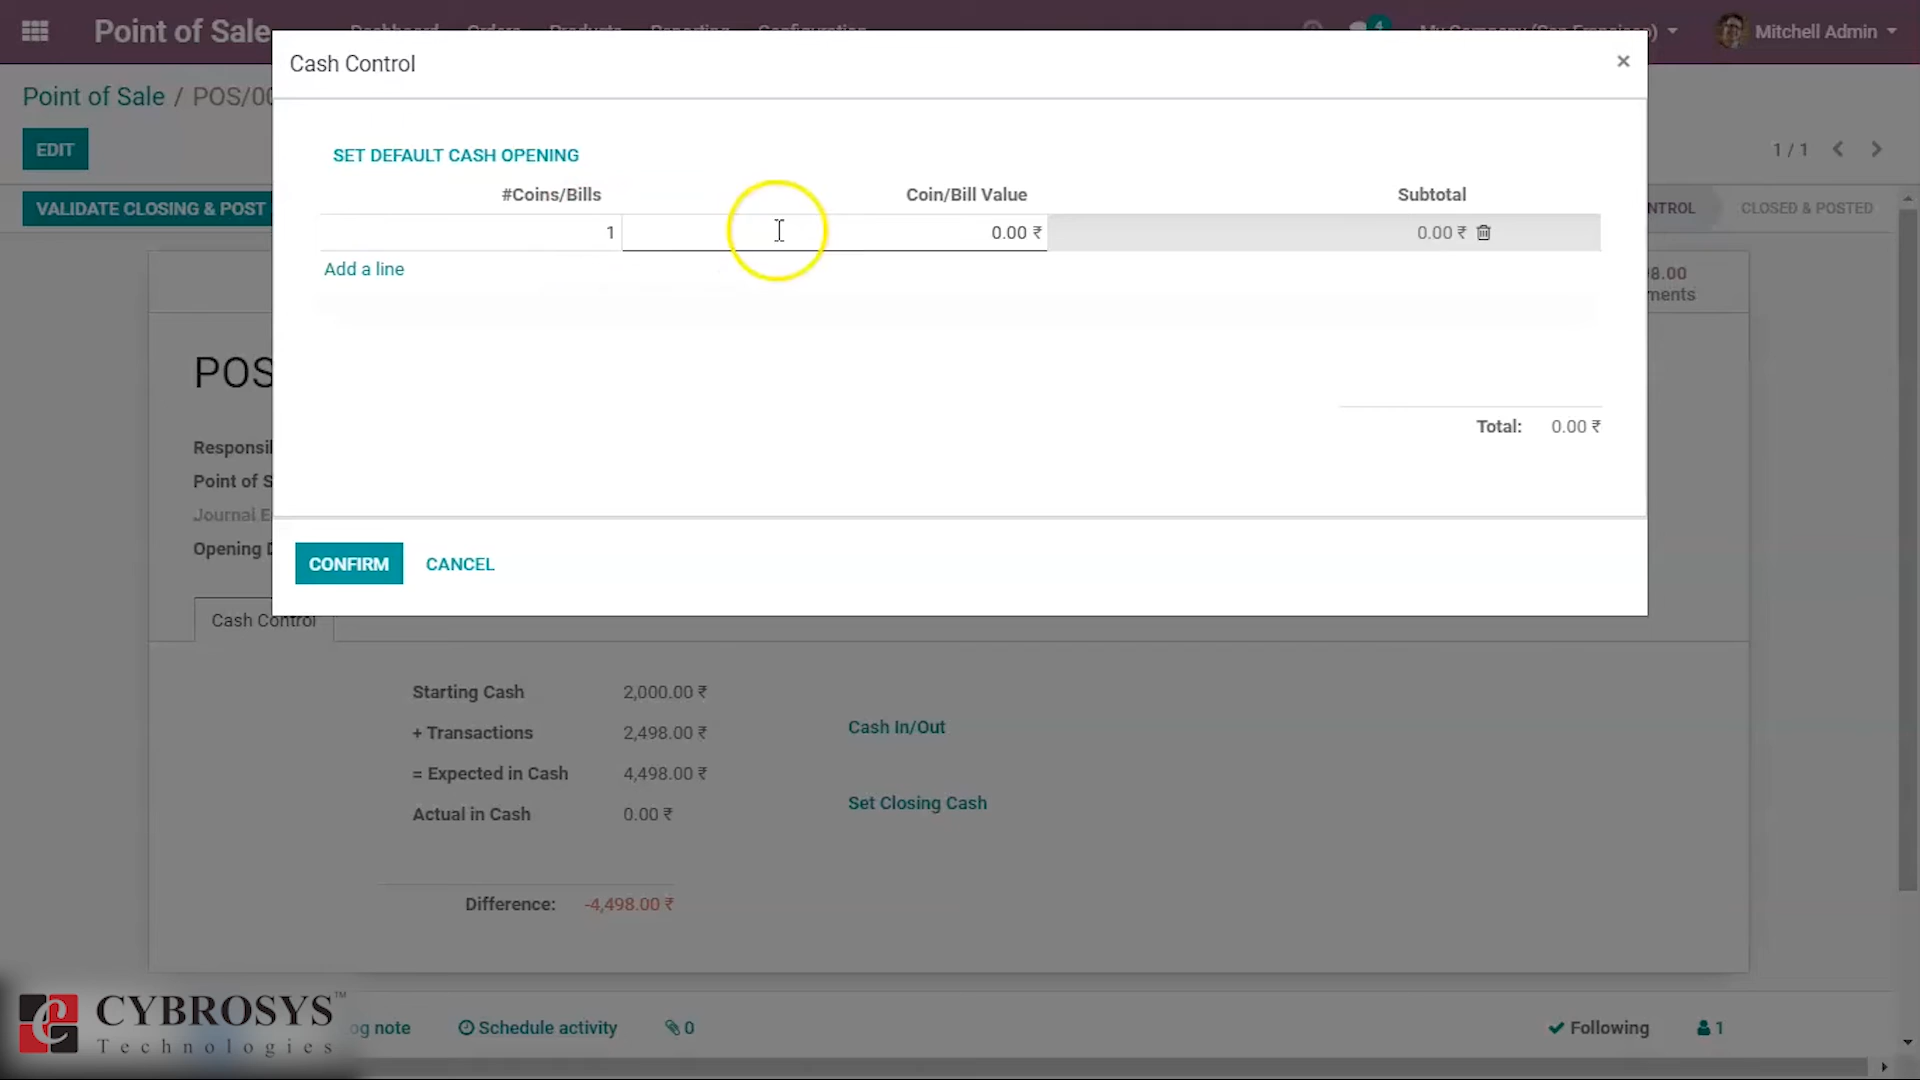 Point of Sale
Mitchell Admin
Cash Control
×
Point of Sale / POS/00
EDIT
1 / 1
SET DEFAULT CASH OPENING
#Coins/Bills Coin/Bill Value Subtotal
VALIDATE CLOSING & POST
NTROL
CLOSED & POSTED
1 0.00 ₹ 0.00 ₹
Add a line
8.00
ments
POS
Total: 0.00 ₹
Responsil
Point of S
Journal E
Opening D
CONFIRM CANCEL
Cash Control
Starting Cash 2,000.00 ₹
+ Transactions 2,498.00 ₹
Cash In/Out
= Expected in Cash 4,498.00 ₹
Actual in Cash 0.00 ₹
Set Closing Cash
Difference: -4,498.00 ₹
CYBROSYS™
Technologies
og note
Schedule activity
0
Following
1